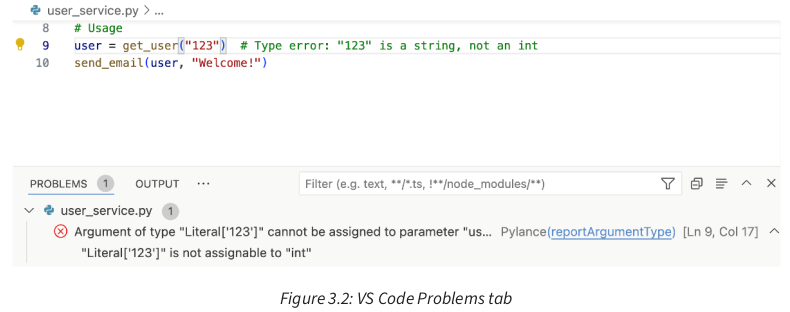 user_service.py > ...
8 # Usage
9 user = get_user("123") # Type error: "123" is a string, not an int
10 send_email(user, "Welcome!")
PROBLEMS 1 OUTPUT ...
Filter (e.g. text, **/*.ts, !**/node_modules/**)
user_service.py 1
Argument of type "Literal['123']" cannot be assigned to parameter "us... Pylance(reportArgumentType) [Ln 9, Col 17]
"Literal['123']" is not assignable to "int"
Figure 3.2: VS Code Problems tab